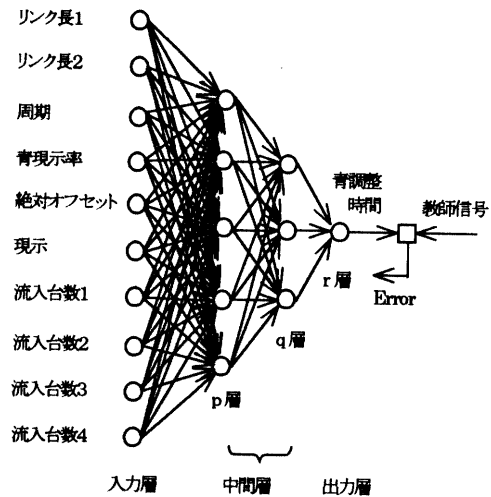 リンク長1
リンク長2
周期
青現示率
絶対オフセット
現示
流入台数1
流入台数2
流入台数3
流入台数4
青調整
時間
教師信号
Error
r層
q層
p層
入力層
中間層
出力層